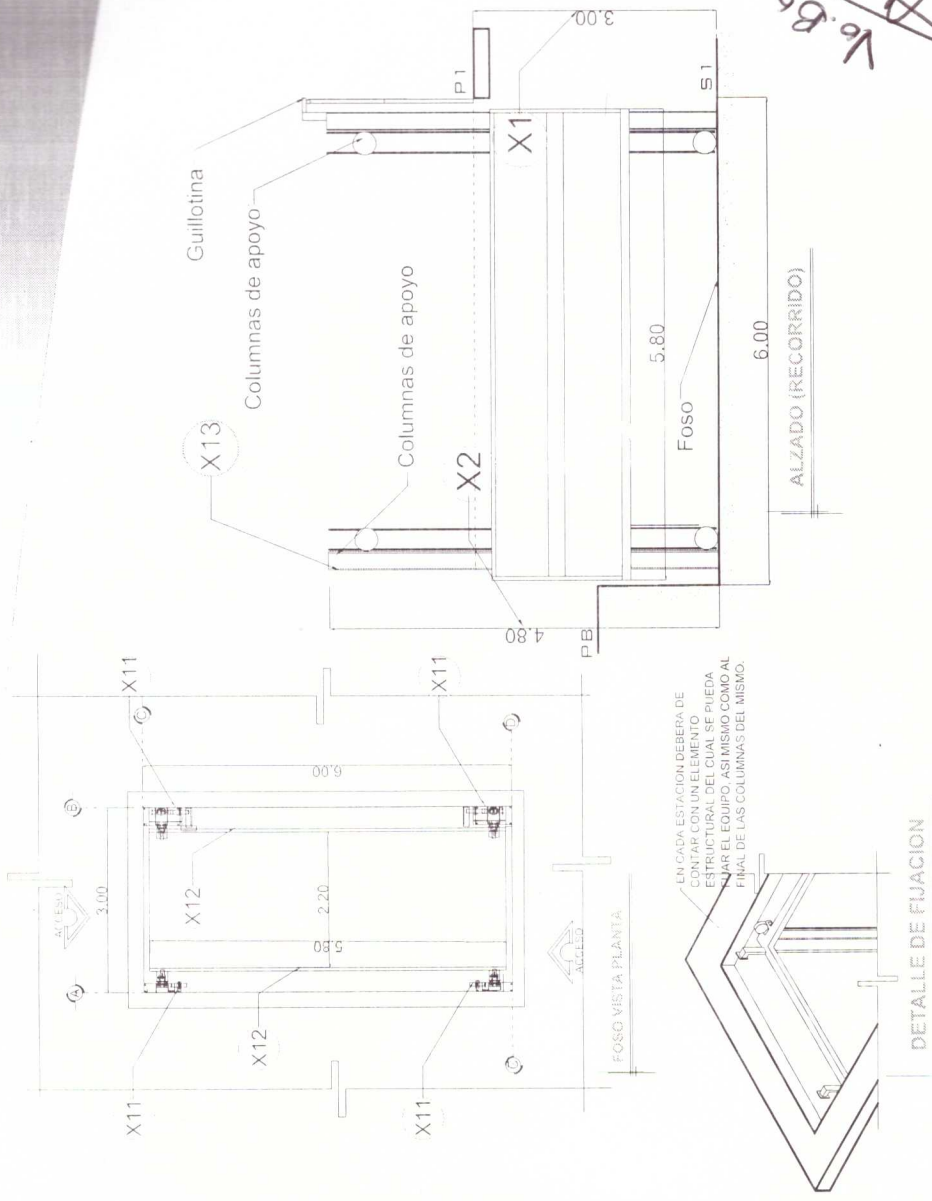 Vo. Bo
3.00
P1
S1
Guillotina
Columnas de apoyo
X13
Columnas de apoyo
X1
X2
5.80
Foso
6.00
4.80
PB
ALZADO (RECORRIDO)
X11
X11
C
D
B
6.00
ACCESO
3.00
X12
2.20
5.80
A
ACCESO
X12
C
X11
X11
FOSO VISTA PLANTA
EN CADA ESTACION DEBERA DE
CONTAR CON UN ELEMENTO
ESTRUCTURAL DEL CUAL SE PUEDA
FIJAR EL EQUIPO, ASI MISMO COMO AL
FINAL DE LAS COLUMNAS DEL MISMO.
DETALLE DE FIJACION